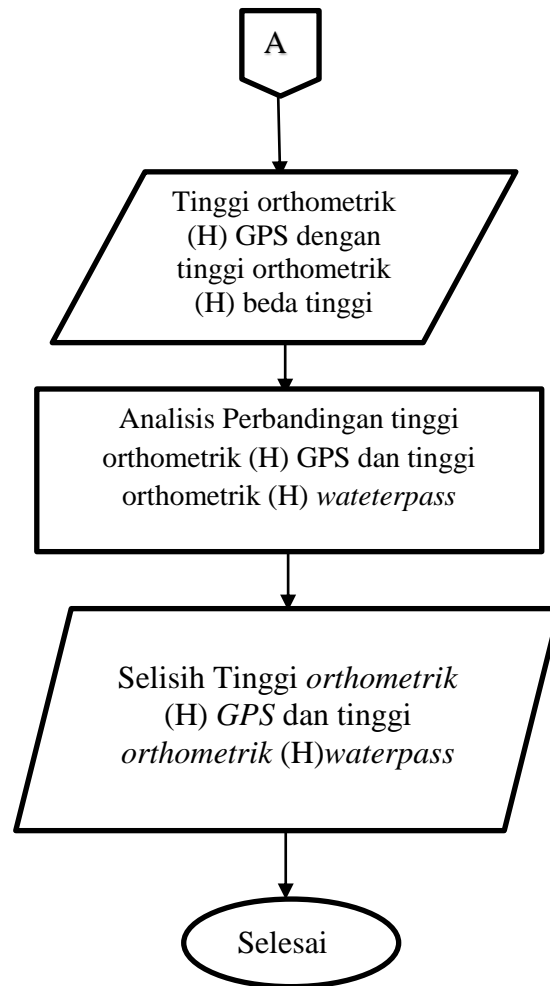 A
Tinggi orthometrik
(H) GPS dengan
tinggi orthometrik
(H) beda tinggi
Analisis Perbandingan tinggi
orthometrik (H) GPS dan tinggi
orthometrik (H) wateterpass
Selisih Tinggi orthometrik
(H) GPS dan tinggi
orthometrik (H)waterpass
Selesai